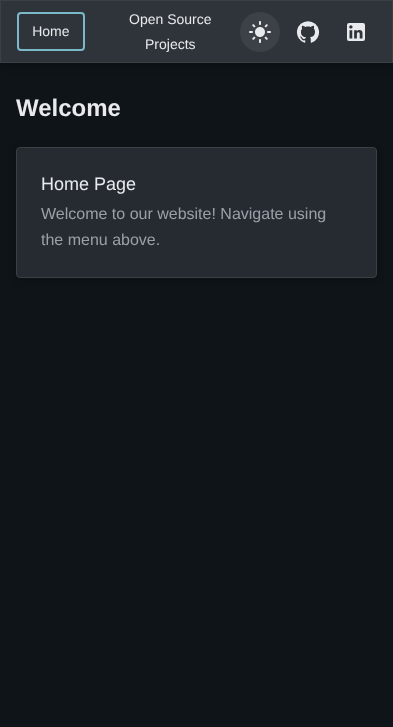 Home
Open Source
Projects
Welcome
Home Page
Welcome to our website! Navigate using
the menu above.